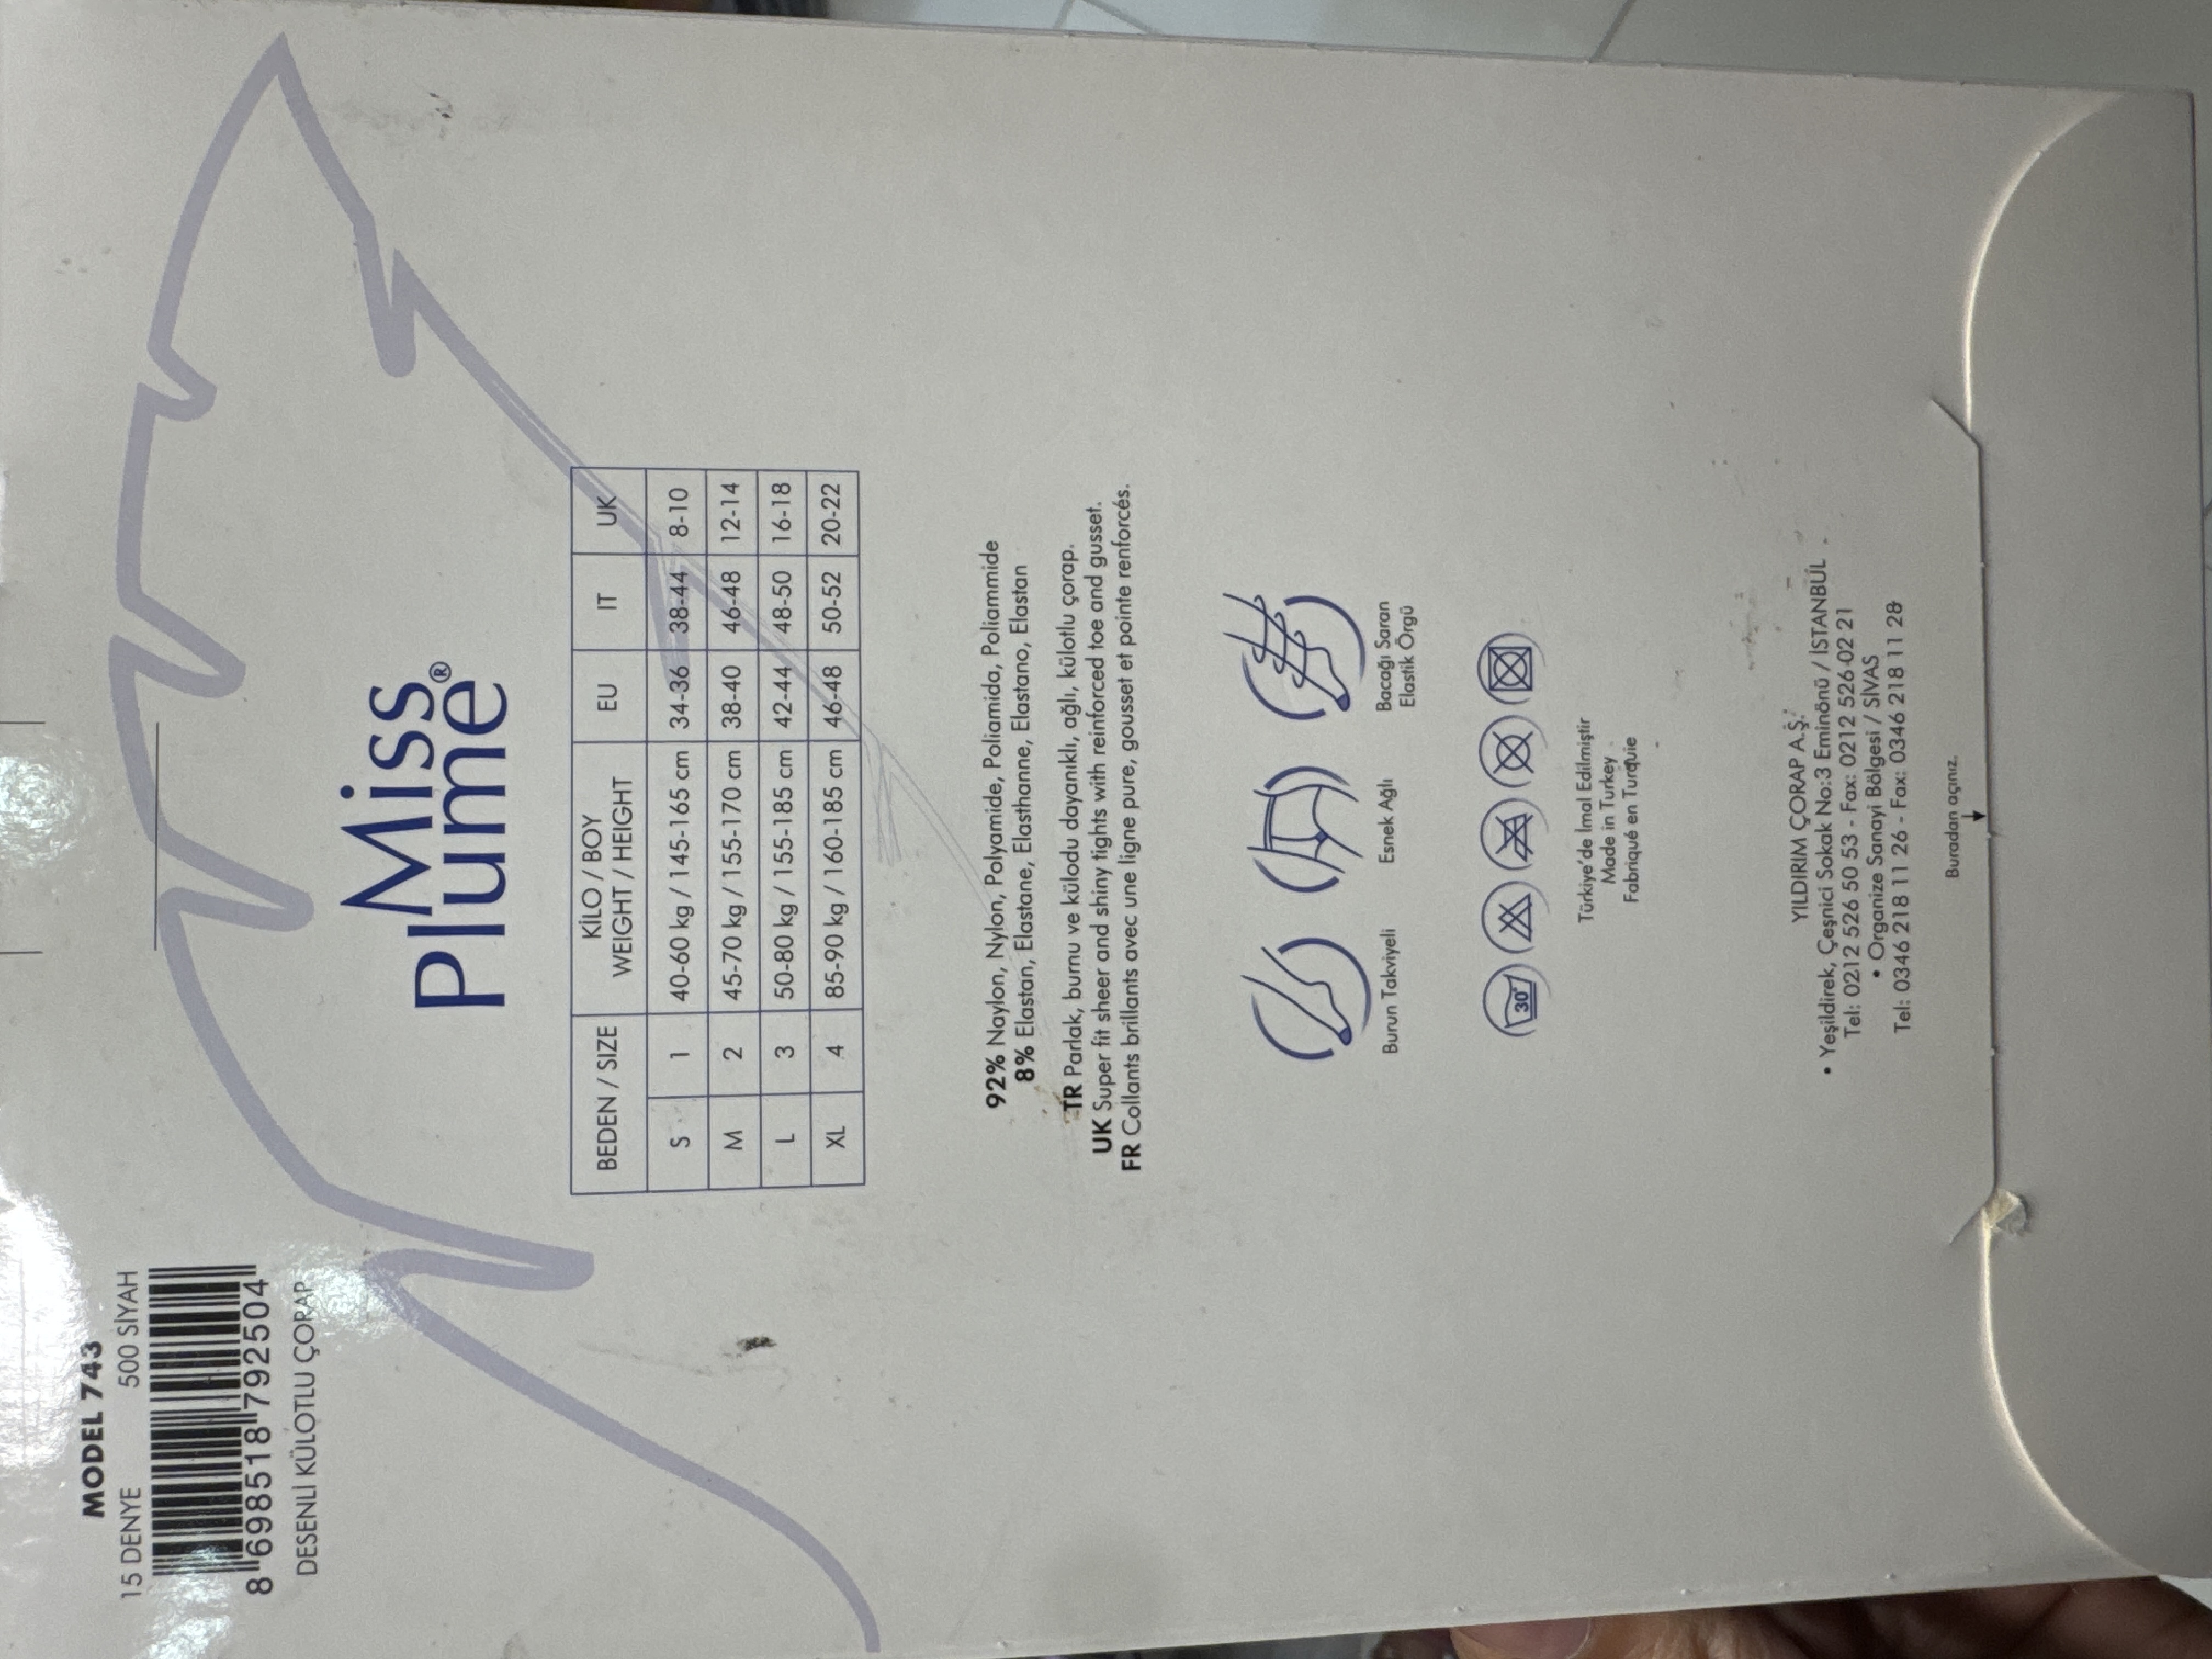 MODEL 743
15 DENYE 500 SİYAH
8 698518 792504
DESENLİ KÜLOTLU ÇORAP
Miss
Plume®
BEDEN / SIZE KİLO / BOY WEIGHT / HEIGHT EU IT UK
S 1 40-60 kg / 145-165 cm 34-36 38-44 8-10
M 2 45-70 kg / 155-170 cm 38-40 46-48 12-14
L 3 50-80 kg / 155-185 cm 42-44 48-50 16-18
XL 4 85-90 kg / 160-185 cm 46-48 50-52 20-22
92% Naylon, Nylon, Polyamide, Poliamida, Poliammide
8% Elastan, Elastane, Elasthanne, Elastano, Elastan
TR Parlak, burnu ve külodu dayanıklı, ağlı, külotlu çorap.
UK Super fit sheer and shiny tights with reinforced toe and gusset.
FR Collants brillants avec une ligne pure, gousset et pointe renforcés.
Burun Takviyeli
Esnek Ağlı
Bacağı Saran
Elastik Örgü
30°
Türkiye'de İmal Edilmiştir
Made in Turkey
Fabriqué en Turquie
YILDIRIM ÇORAP A.Ş.
• Yeşildirek, Çeşnici Sokak No:3 Eminönü / İSTANBUL
Tel: 0212 526 50 53 - Fax: 0212 526 02 21
• Organize Sanayi Bölgesi / SİVAS
Tel: 0346 218 11 26 - Fax: 0346 218 11 28
Buradan açınız.